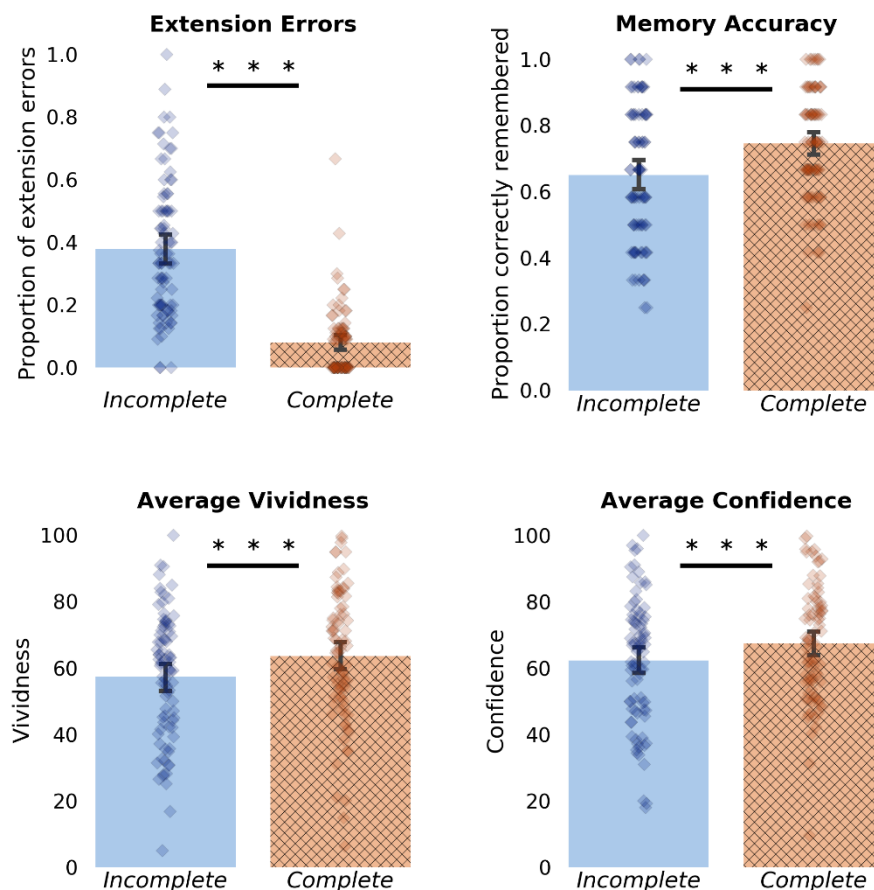 Extension Errors
* * *
Proportion of extension errors
1.0
0.8
0.6
0.4
0.2
0.0
Incomplete Complete
Memory Accuracy
* * *
Proportion correctly remembered
1.0
0.8
0.6
0.4
0.2
0.0
Incomplete Complete
Average Vividness
* * *
Vividness
100
80
60
40
20
0
Incomplete Complete
Average Confidence
* * *
Confidence
100
80
60
40
20
0
Incomplete Complete